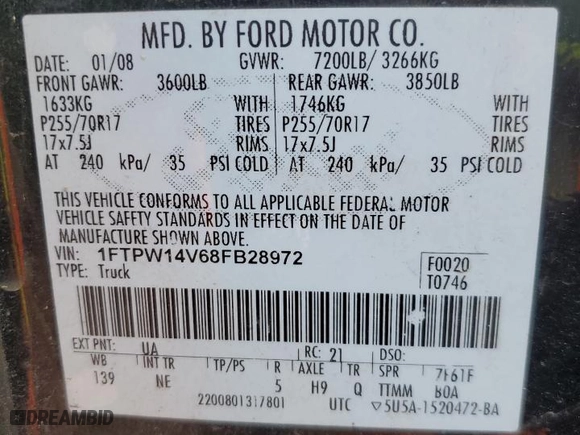 MFD. BY FORD MOTOR CO.
DATE: 01/08 GVWR: 7200LB/ 3266KG
FRONT GAWR: 3600LB REAR GAWR: 3850LB
1633KG WITH 1746KG WITH
P255/70R17 TIRES P255/70R17 TIRES
17x7.5J RIMS 17x7.5J RIMS
AT 240 kPa/ 35 PSI COLD AT 240 kPa/ 35 PSI COLD
THIS VEHICLE CONFORMS TO ALL APPLICABLE FEDERAL MOTOR
VEHICLE SAFETY STANDARDS IN EFFECT ON THE DATE OF
MANUFACTURE SHOWN ABOVE.
VIN: 1FTPW14V68FB28972 F0020
TYPE: Truck T0746
EXT PNT: UA RC: 21 DSO:
WB INT TR TP/PS R AXLE TR SPR 7F61F
139 NE 5 H9 Q TTMM BOA
2200801317801 UTC ▽5U5A-1520472-BA
DREAMBID